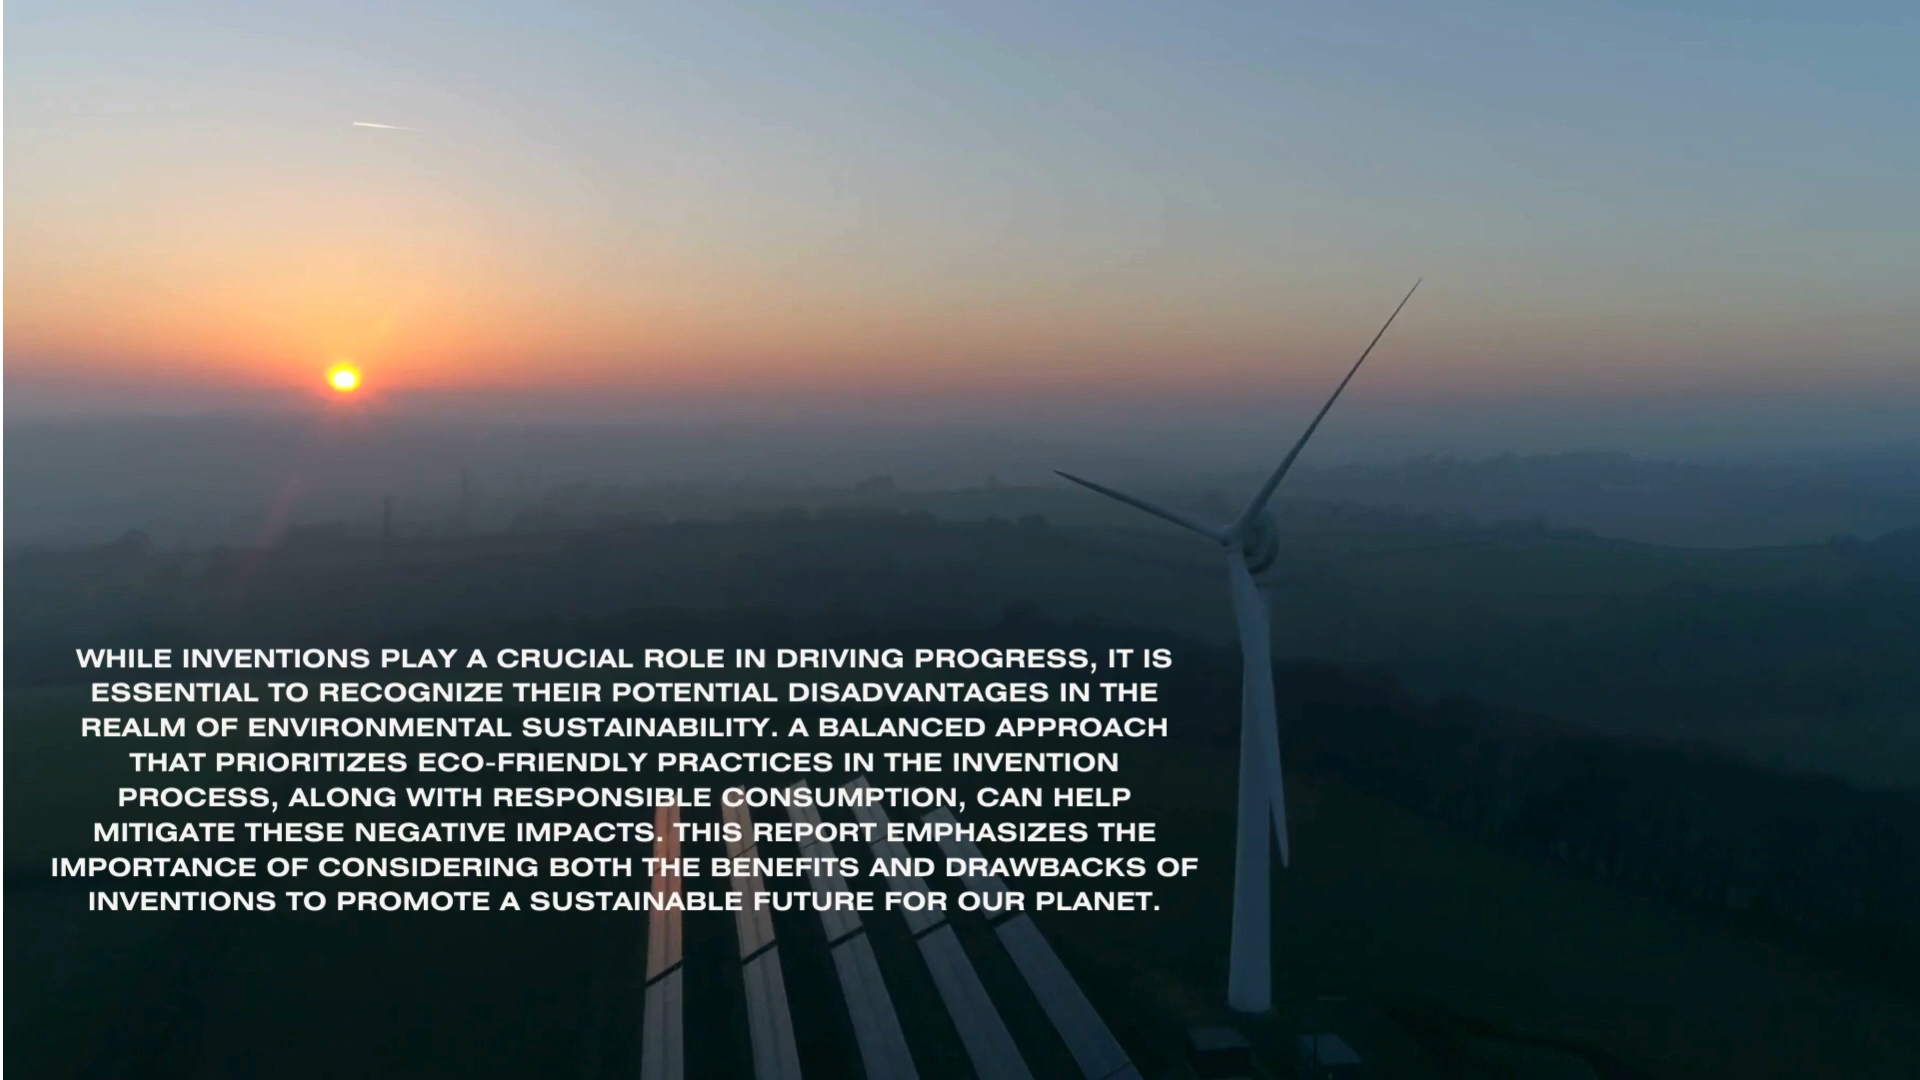 WHILE INVENTIONS PLAY A CRUCIAL ROLE IN DRIVING PROGRESS, IT IS
ESSENTIAL TO RECOGNIZE THEIR POTENTIAL DISADVANTAGES IN THE
REALM OF ENVIRONMENTAL SUSTAINABILITY. A BALANCED APPROACH
THAT PRIORITIZES ECO-FRIENDLY PRACTICES IN THE INVENTION
PROCESS, ALONG WITH RESPONSIBLE CONSUMPTION, CAN HELP
MITIGATE THESE NEGATIVE IMPACTS. THIS REPORT EMPHASIZES THE
IMPORTANCE OF CONSIDERING BOTH THE BENEFITS AND DRAWBACKS OF
INVENTIONS TO PROMOTE A SUSTAINABLE FUTURE FOR OUR PLANET.